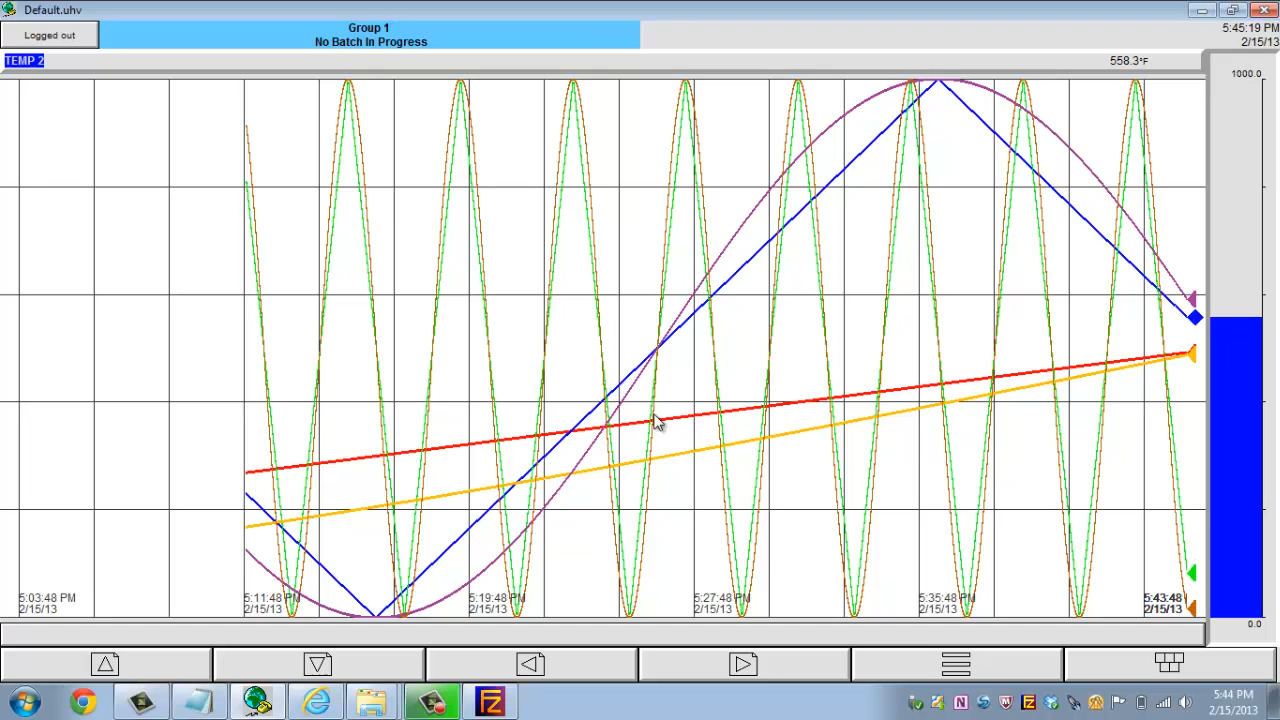 Default.uhv
Logged out
Group 1
No Batch In Progress
5:45:19 PM
2/15/13
TEMP 2
558.3°F
1000.0
5:03:48 PM
2/15/13
5:11:48 PM
2/15/13
5:19:48 PM
2/15/13
5:27:48 PM
2/15/13
5:35:48 PM
2/15/13
5:43:48
2/15/13
0.0
5:44 PM
2/15/2013